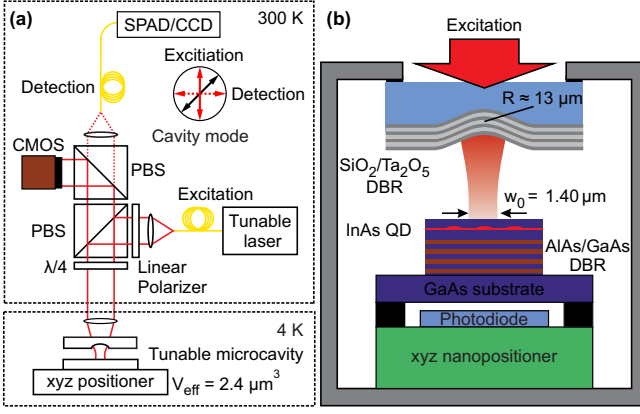 (a)
SPAD/CCD
300 K
Excitiation
Detection
Detection
Cavity mode
CMOS
PBS
Excitation
PBS
Tunable
laser
λ/4
Linear
Polarizer
4 K
Tunable microcavity
xyz positioner
V_eff = 2.4 μm³
(b)
Excitation
R ≈ 13 μm
SiO₂/Ta₂O₅
DBR
w₀ = 1.40 μm
InAs QD
AlAs/GaAs
DBR
GaAs substrate
Photodiode
xyz nanopositioner